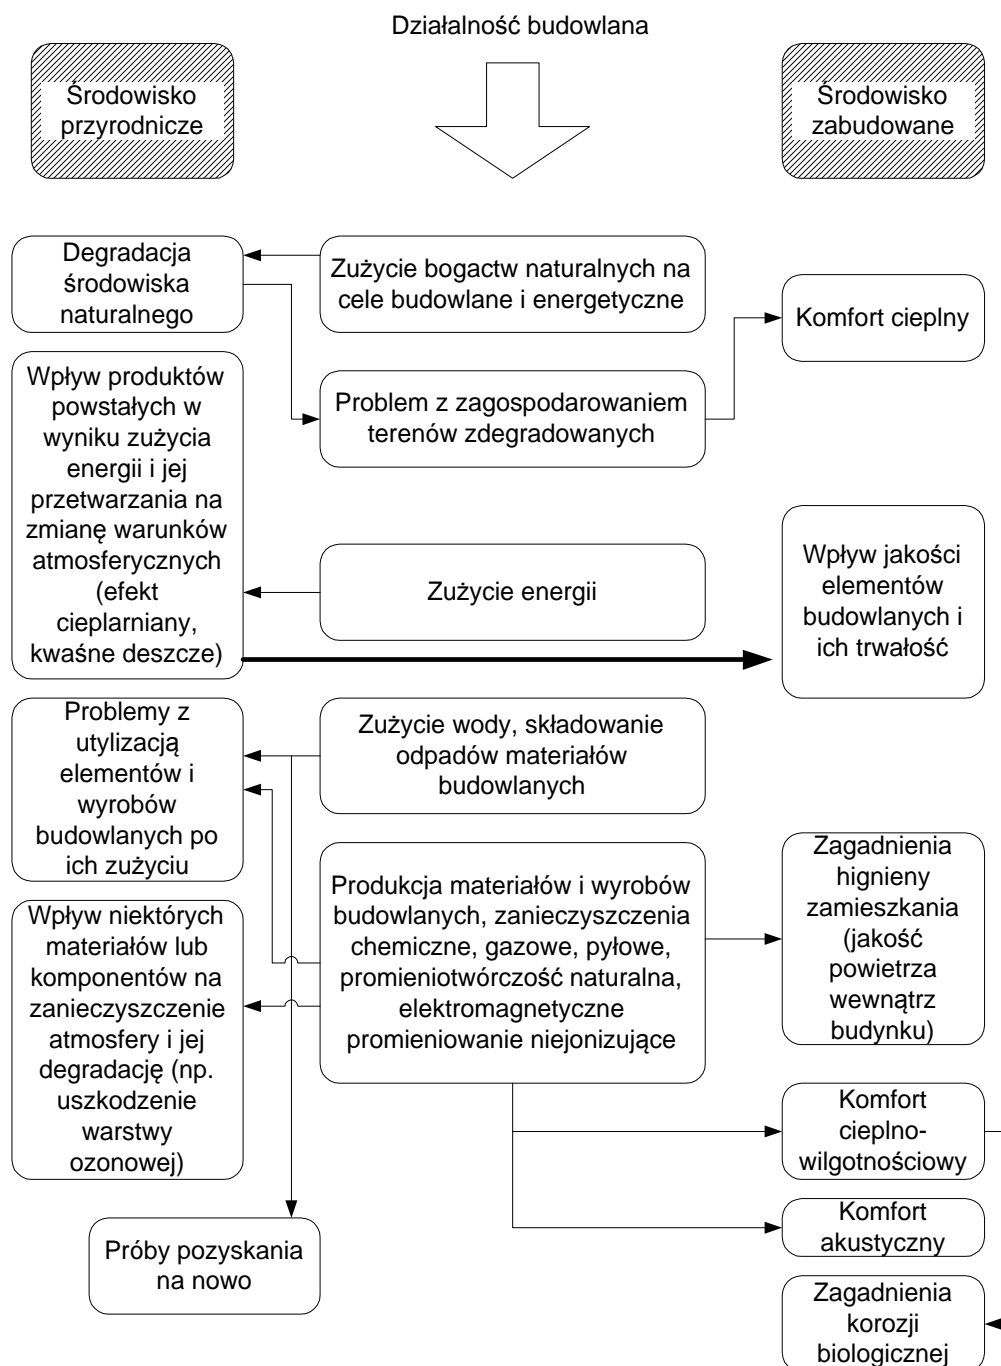 Działalność budowlana
Środowisko
przyrodnicze
Środowisko
zabudowane
Degradacja
środowiska
naturalnego
Zużycie bogactw naturalnych na
cele budowlane i energetyczne
Komfort cieplny
Wpływ produktów
powstałych w
wyniku zużycia
energii i jej
przetwarzania na
zmianę warunków
atmosferycznych
(efekt
cieplarniany,
kwaśne deszcze)
Problem z zagospodarowaniem
terenów zdegradowanych
Zużycie energii
Wpływ jakości
elementów
budowlanych i
ich trwałość
Problemy z
utylizacją
elementów i
wyrobów
budowlanych po
ich zużyciu
Zużycie wody, składowanie
odpadów materiałów
budowlanych
Produkcja materiałów i wyrobów
budowlanych, zanieczyszczenia
chemiczne, gazowe, pyłowe,
promieniotwórczość naturalna,
elektromagnetyczne
promieniowanie niejonizujące
Zagadnienia
hignieny
zamieszkania
(jakość
powietrza
wewnątrz
budynku)
Wpływ niektórych
materiałów lub
komponentów na
zanieczyszczenie
atmosfery i jej
degradację (np.
uszkodzenie
warstwy
ozonowej)
Komfort
cieplno-
wilgotnościowy
Komfort
akustyczny
Próby pozyskania
na nowo
Zagadnienia
korozji
biologicznej